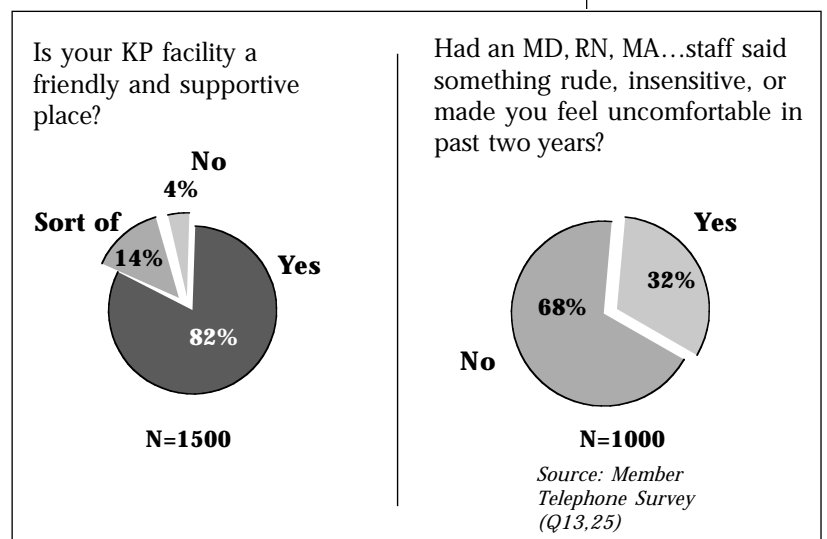 Is your KP facility a
friendly and supportive
place?
No
4%
Sort of
14%
Yes
82%
N=1500
Had an MD, RN, MA...staff said
something rude, insensitive, or
made you feel uncomfortable in
past two years?
Yes
32%
68%
No
N=1000
Source: Member
Telephone Survey
(Q13,25)